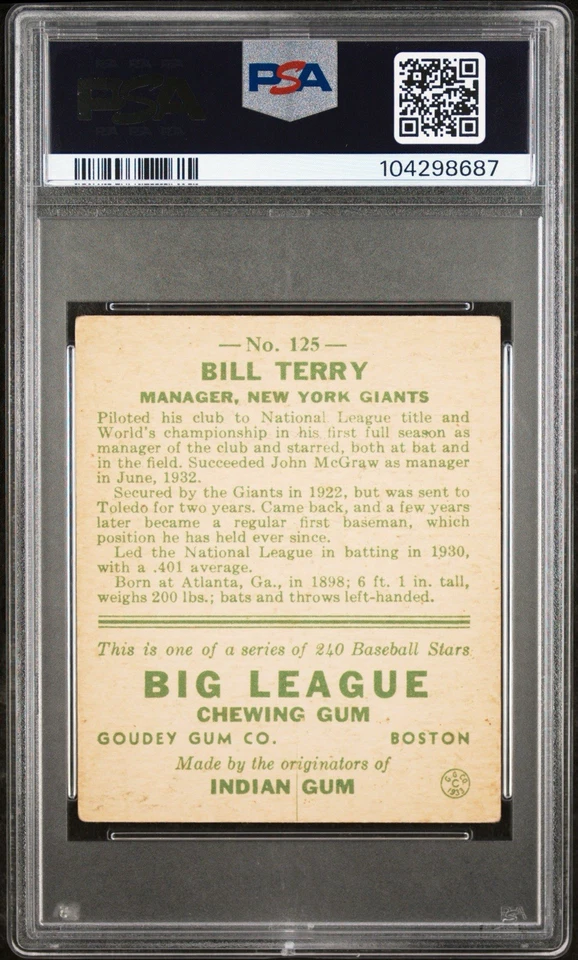 PSA
104298687
— No. 125 —
BILL TERRY
MANAGER, NEW YORK GIANTS
Piloted his club to National League title and
World's championship in his first full season as
manager of the club and starred, both at bat and
in the field. Succeeded John McGraw as manager
in June, 1932.
Secured by the Giants in 1922, but was sent to
Toledo for two years. Came back, and a few years
later became a regular first baseman, which
position he has held ever since.
Led the National League in batting in 1930,
with a .401 average.
Born at Atlanta, Ga., in 1898; 6 ft. 1 in. tall,
weighs 200 lbs.; bats and throws left-handed.
This is one of a series of 240 Baseball Stars
BIG LEAGUE
CHEWING GUM
GOUDEY GUM CO. BOSTON
Made by the originators of
INDIAN GUM